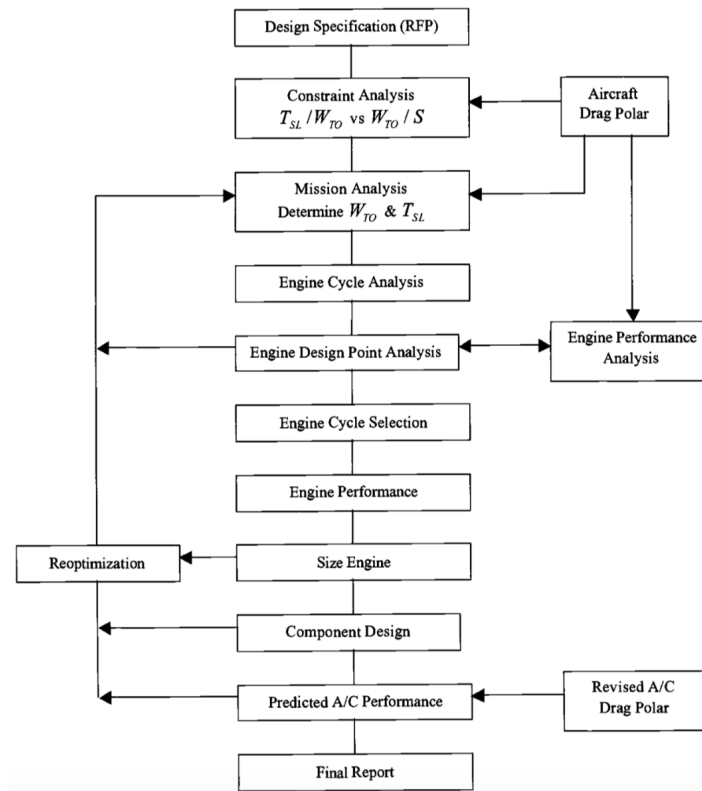 Design Specification (RFP)
Constraint Analysis
T_SL / W_TO vs W_TO / S
Aircraft
Drag Polar
Mission Analysis
Determine W_TO & T_SL
Engine Cycle Analysis
Engine Design Point Analysis
Engine Performance
Analysis
Engine Cycle Selection
Engine Performance
Reoptimization
Size Engine
Component Design
Predicted A/C Performance
Revised A/C
Drag Polar
Final Report